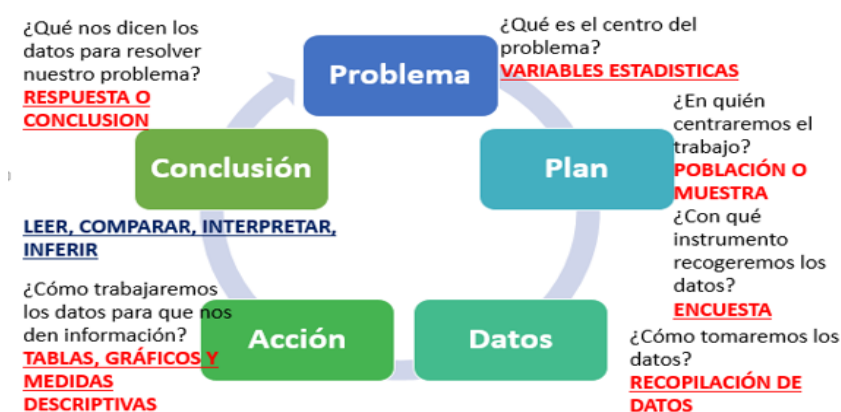 ¿Qué nos dicen los
datos para resolver
nuestro problema?
RESPUESTA O
CONCLUSION
Problema
¿Qué es el centro del
problema?
VARIABLES ESTADISTICAS
¿En quién
centraremos el
trabajo?
POBLACIÓN O
MUESTRA
¿Con qué
instrumento
recogeremos los
datos?
ENCUESTA
Conclusión
Plan
LEER, COMPARAR, INTERPRETAR,
INFERIR
¿Cómo trabajaremos
los datos para que nos
den información?
TABLAS, GRÁFICOS Y
MEDIDAS
DESCRIPTIVAS
Acción
Datos
¿Cómo tomaremos los
datos?
RECOPILACIÓN DE
DATOS